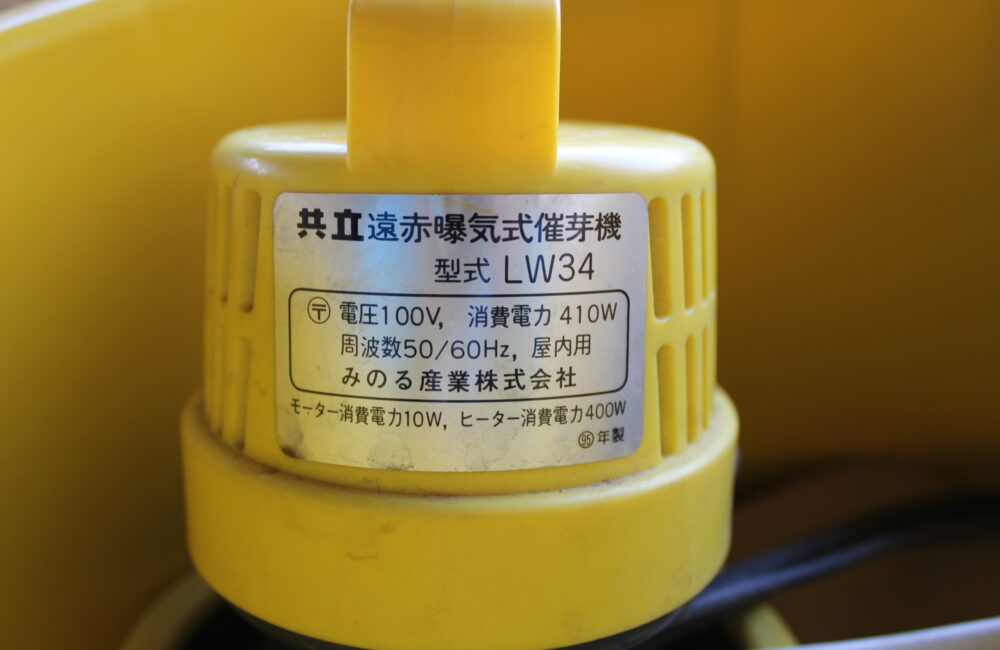 共立遠赤曝気式催芽機
型式 LW34
〶 電圧100V, 消費電力 410W
周波数50/60Hz, 屋内用
みのる産業株式会社
モーター消費電力10W, ヒーター消費電力400W
95年製